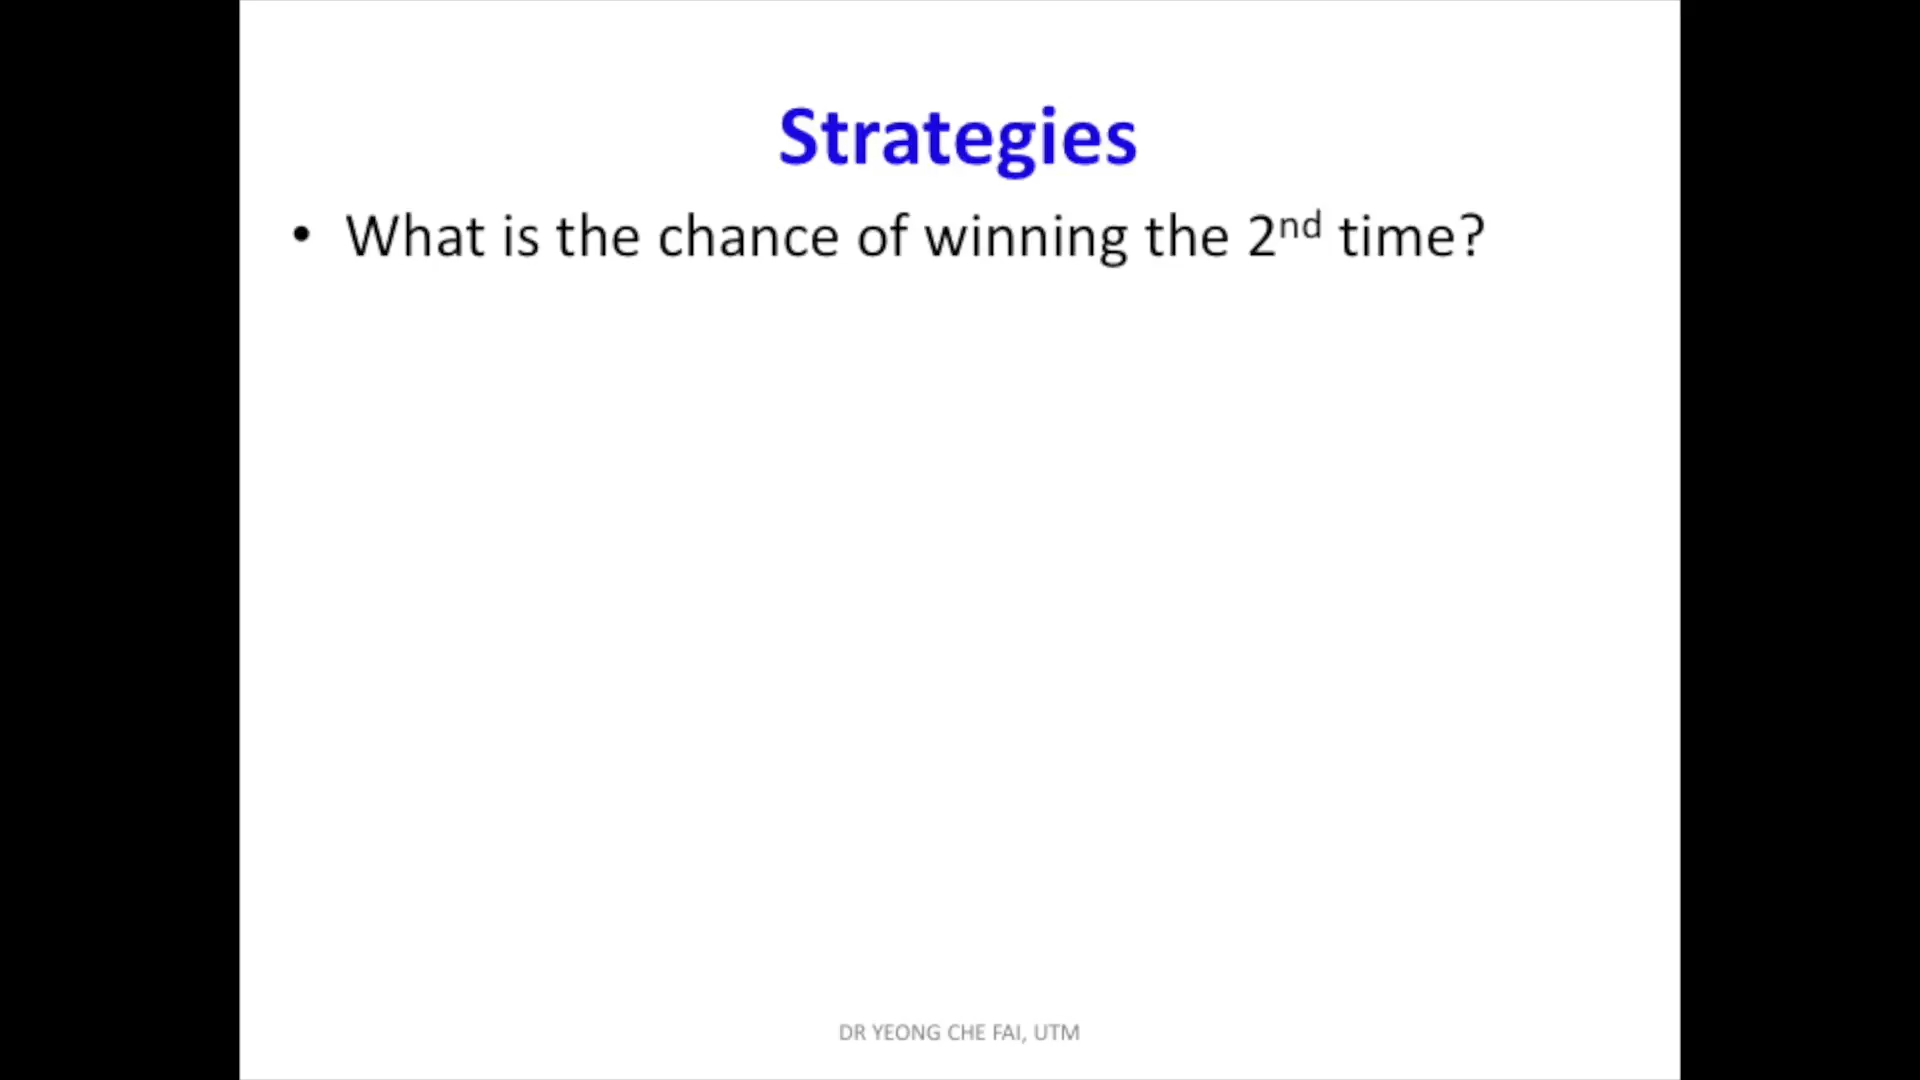 Strategies
• What is the chance of winning the 2nd time?
DR YEONG CHE FAI, UTM